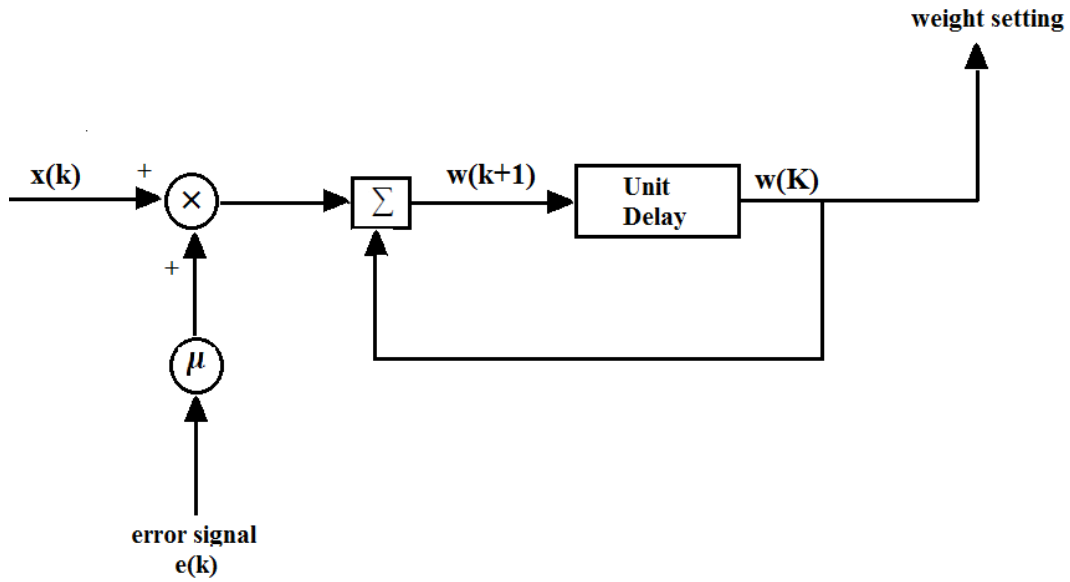 weight setting
x(k)
+
×
Σ
w(k+1)
Unit
Delay
w(K)
+
μ
error signal
e(k)